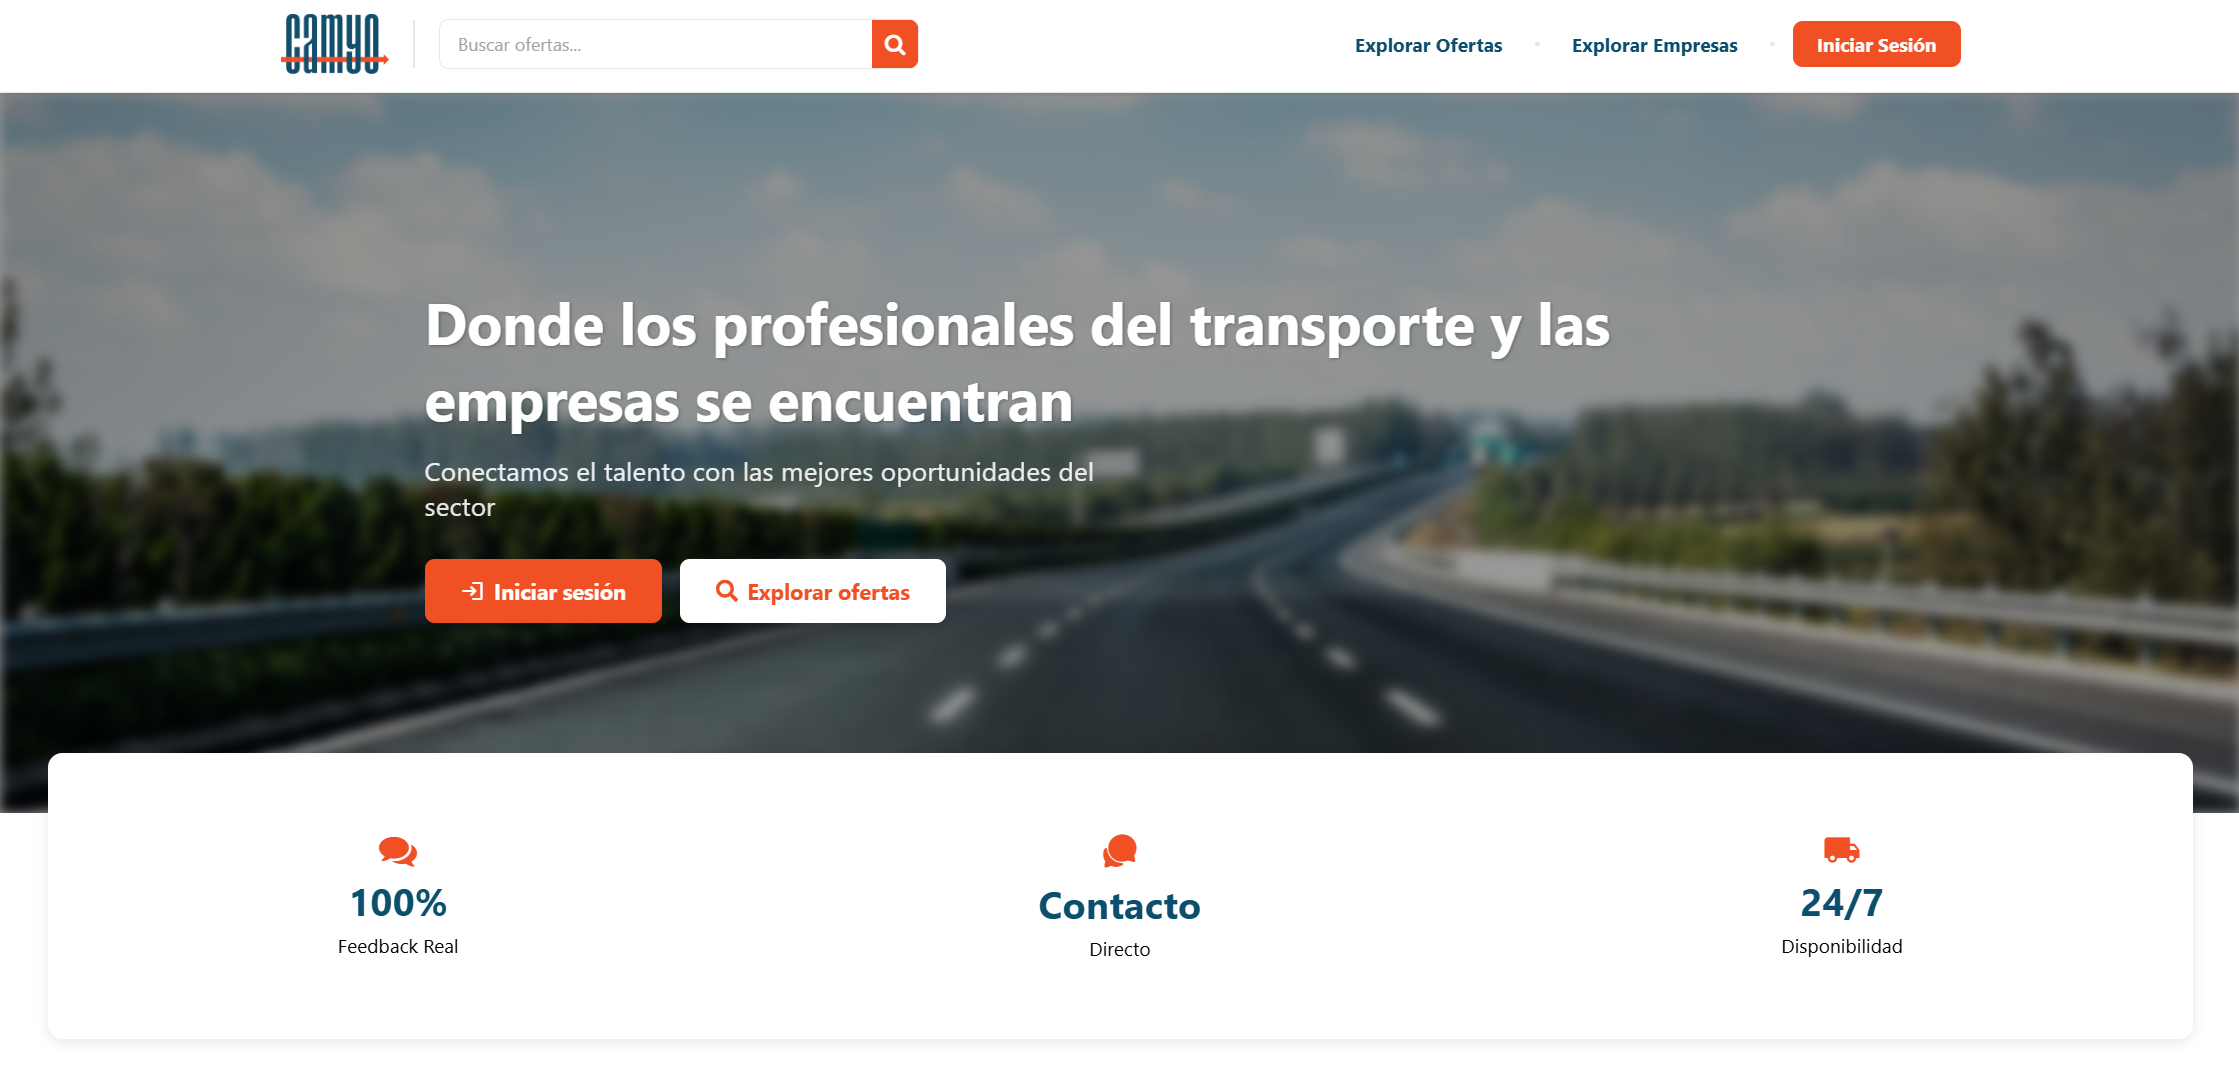 camyo
Buscar ofertas...
Explorar Ofertas
Explorar Empresas
Iniciar Sesión
Donde los profesionales del transporte y las
empresas se encuentran
Conectamos el talento con las mejores oportunidades del
sector
Iniciar sesión
Explorar ofertas
100%
Feedback Real
Contacto
Directo
24/7
Disponibilidad